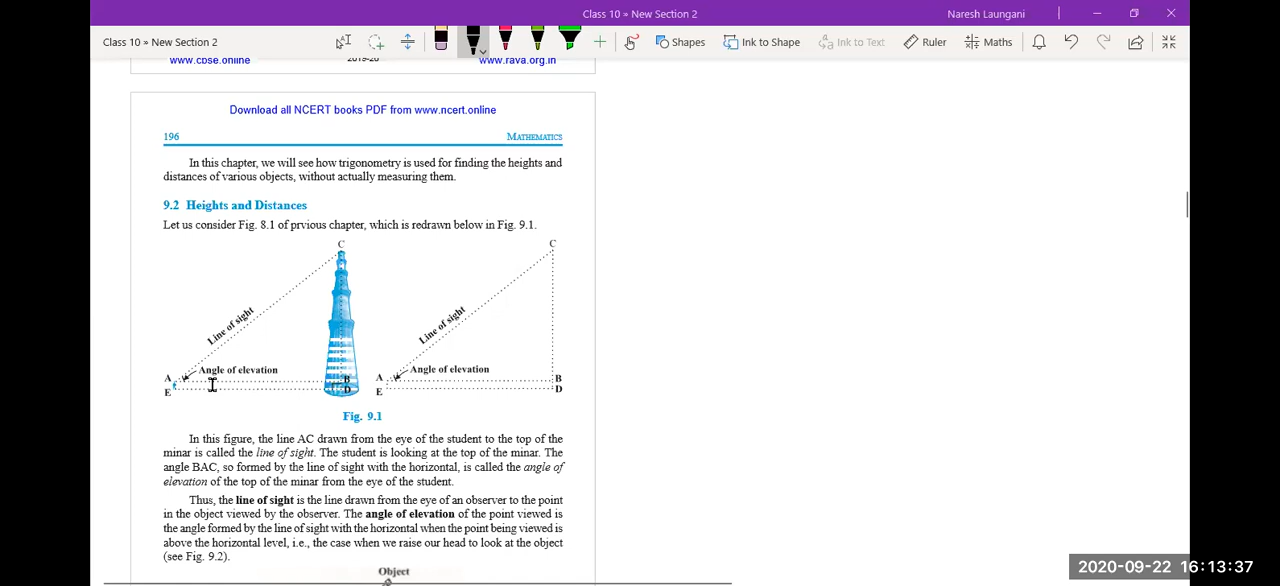 Class 10 » New Section 2
Naresh Laungani
Class 10 » New Section 2
Shapes
Ink to Shape
Ink to Text
Ruler
Maths
www.cbse.online
2019-20
www.rava.org.in
Download all NCERT books PDF from www.ncert.online
196
MATHEMATICS
In this chapter, we will see how trigonometry is used for finding the heights and
distances of various objects, without actually measuring them.
9.2 Heights and Distances
Let us consider Fig. 8.1 of prvious chapter, which is redrawn below in Fig. 9.1.
C
Line of sight
Angle of elevation
A
B
E
D
C
Line of sight
Angle of elevation
A
B
E
D
Fig. 9.1
In this figure, the line AC drawn from the eye of the student to the top of the
minar is called the line of sight. The student is looking at the top of the minar. The
angle BAC, so formed by the line of sight with the horizontal, is called the angle of
elevation of the top of the minar from the eye of the student.
Thus, the line of sight is the line drawn from the eye of an observer to the point
in the object viewed by the observer. The angle of elevation of the point viewed is
the angle formed by the line of sight with the horizontal when the point being viewed is
above the horizontal level, i.e., the case when we raise our head to look at the object
(see Fig. 9.2).
Object
2020-09-22 16:13:37